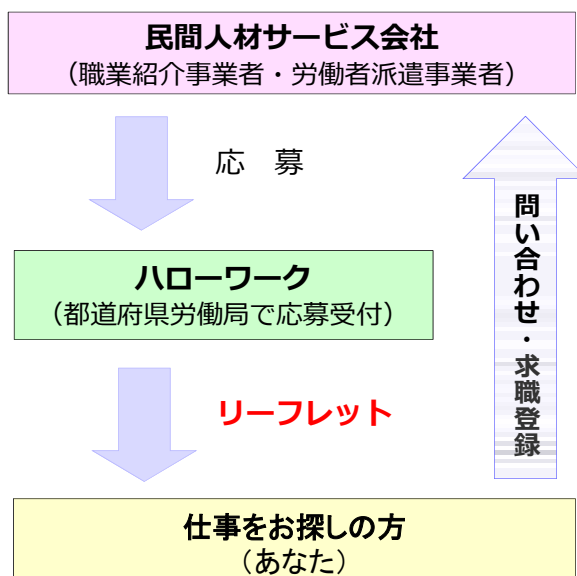 民間人材サービス会社
（職業紹介事業者・労働者派遣事業者）
応　募
ハローワーク
（都道府県労働局で応募受付）
リーフレット
問い合わせ・求職登録
仕事をお探しの方
（あなた）